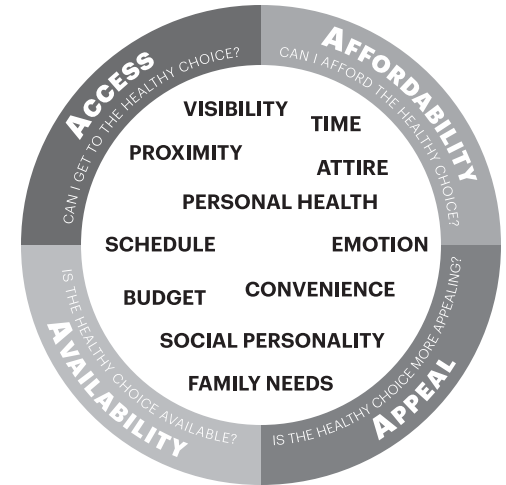 ACCESS
CAN I GET TO THE HEALTHY CHOICE?
AFFORDABILITY
CAN I AFFORD THE HEALTHY CHOICE?
VISIBILITY
TIME
PROXIMITY
ATTIRE
PERSONAL HEALTH
SCHEDULE
EMOTION
BUDGET
CONVENIENCE
SOCIAL PERSONALITY
FAMILY NEEDS
IS THE HEALTHY CHOICE AVAILABLE?
AVAILABILITY
IS THE HEALTHY CHOICE MORE APPEALING?
APPEAL